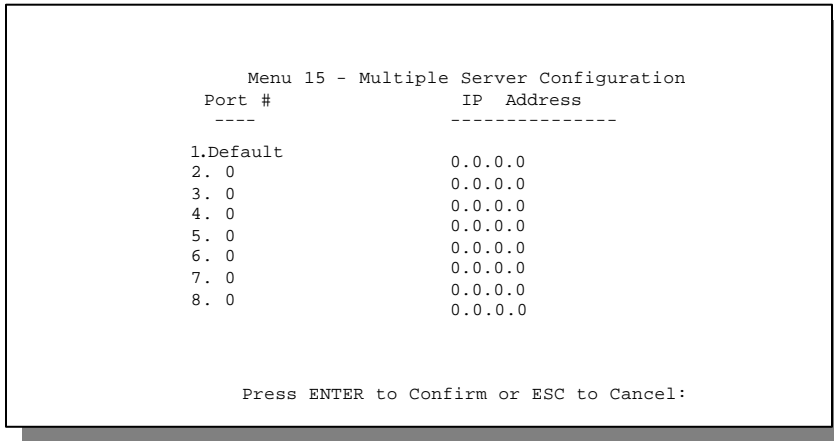 Menu 15 - Multiple Server Configuration
Port # IP Address
---- ---------------
1.Default 0.0.0.0
2. 0 0.0.0.0
3. 0 0.0.0.0
4. 0 0.0.0.0
5. 0 0.0.0.0
6. 0 0.0.0.0
7. 0 0.0.0.0
8. 0 0.0.0.0
Press ENTER to Confirm or ESC to Cancel: